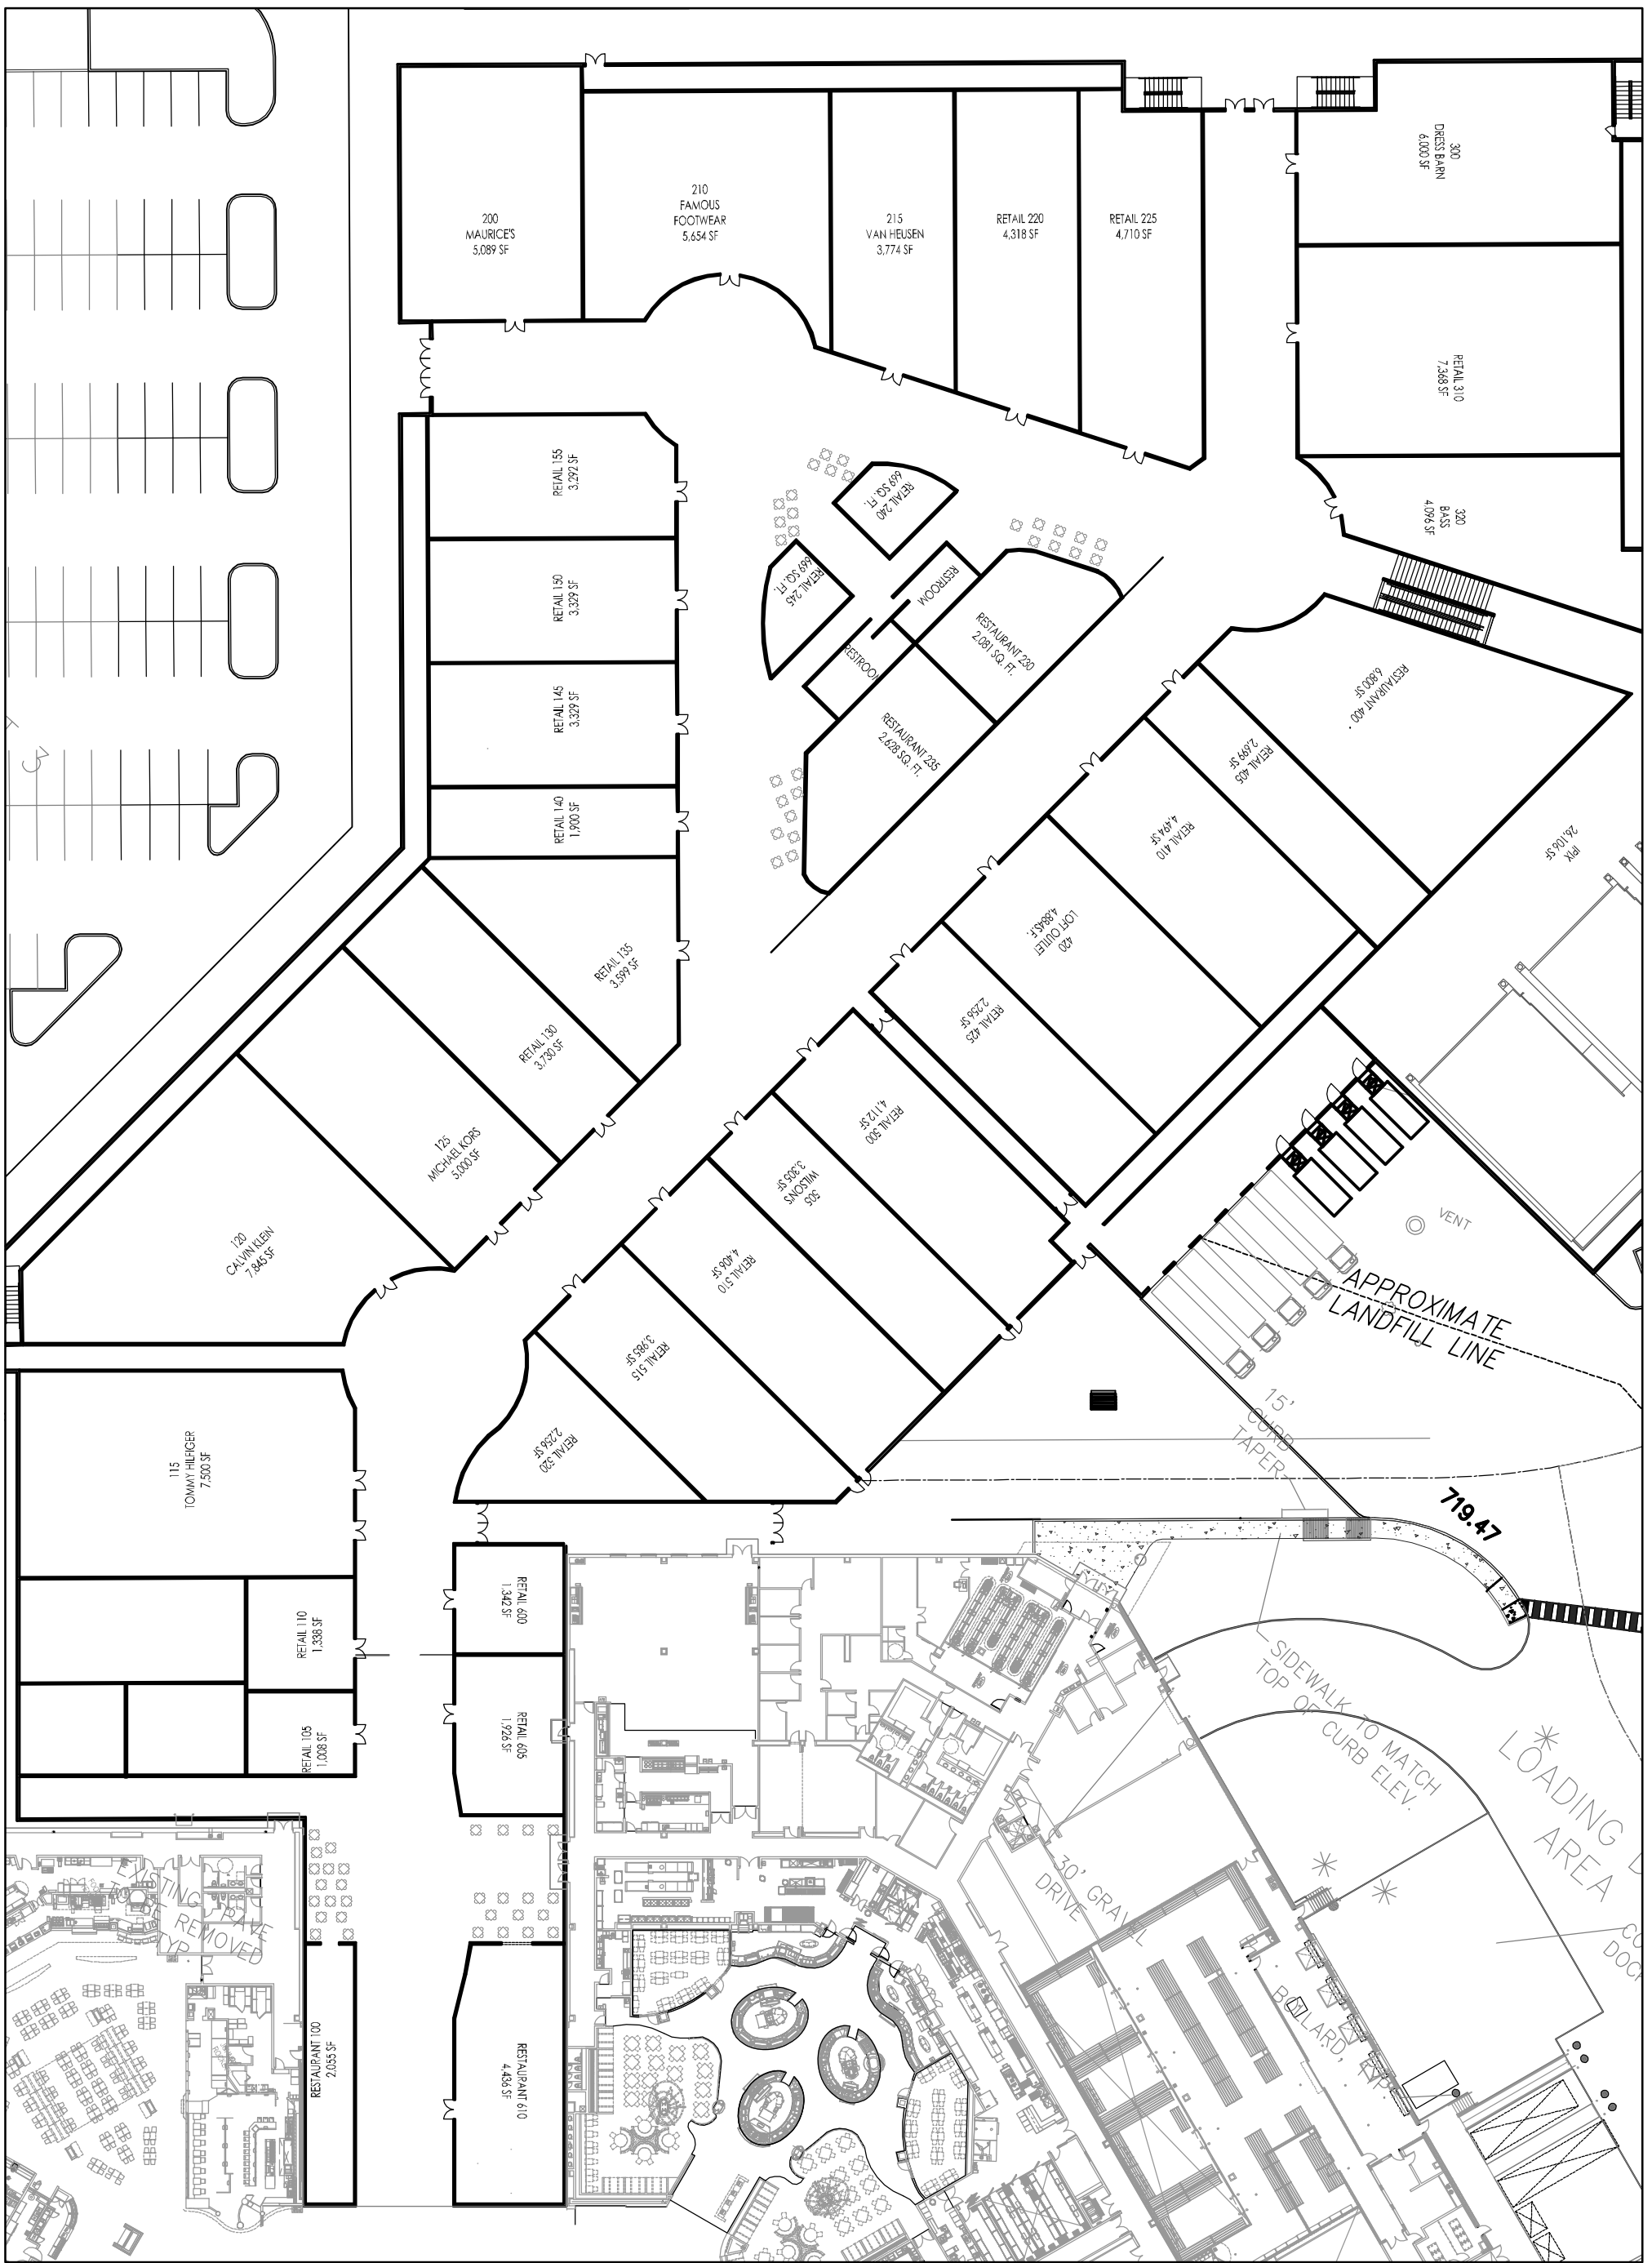 200
MAURICE'S
5,089 SF
210
FAMOUS
FOOTWEAR
5,654 SF
215
VAN HEUSEN
3,774 SF
RETAIL 220
4,318 SF
RETAIL 225
4,710 SF
300
DRESS BARN
6,000 SF
RETAIL 310
7,368 SF
320
BASS
4,096 SF
RETAIL 155
3,292 SF
RETAIL 150
3,329 SF
RETAIL 145
3,329 SF
RETAIL 140
1,900 SF
RETAIL 135
3,599 SF
RETAIL 130
3,730 SF
125
MICHAEL KORS
5,000 SF
120
CALVIN KLEIN
7,845 SF
RETAIL 240
669 SQ. FT.
RETAIL 245
669 SQ. FT.
RESTROOM
RESTROOM
RESTAURANT 230
2,081 SQ. FT.
RESTAURANT 235
2,628 SQ. FT.
RESTAURANT 400
6,800 SF
RETAIL 405
2,699 SF
RETAIL 410
4,494 SF
420
LOFT OUTLET
4,884S.F.
RETAIL 425
2,256 SF
IPIX
26,106 SF
RETAIL 500
4,112 SF
505
WILSON'S
3,305 SF
RETAIL 510
4,406 SF
RETAIL 515
3,985 SF
RETAIL 520
2,256 SF
VENT
APPROXIMATE
LANDFILL LINE
15'
CURB
TAPER
719.47
115
TOMMY HILFIGER
7,500 SF
RETAIL 110
1,338 SF
RETAIL 105
1,008 SF
RETAIL 600
1,342 SF
RETAIL 605
1,926 SF
SIDEWALK TO MATCH
TOP OF CURB ELEV.
LOADING D
AREA
30' GRAVEL
DRIVE
BOLLARD,
TYP.
CO
DOCK
RESTAURANT 100
2,055 SF
RESTAURANT 610
4,436 SF